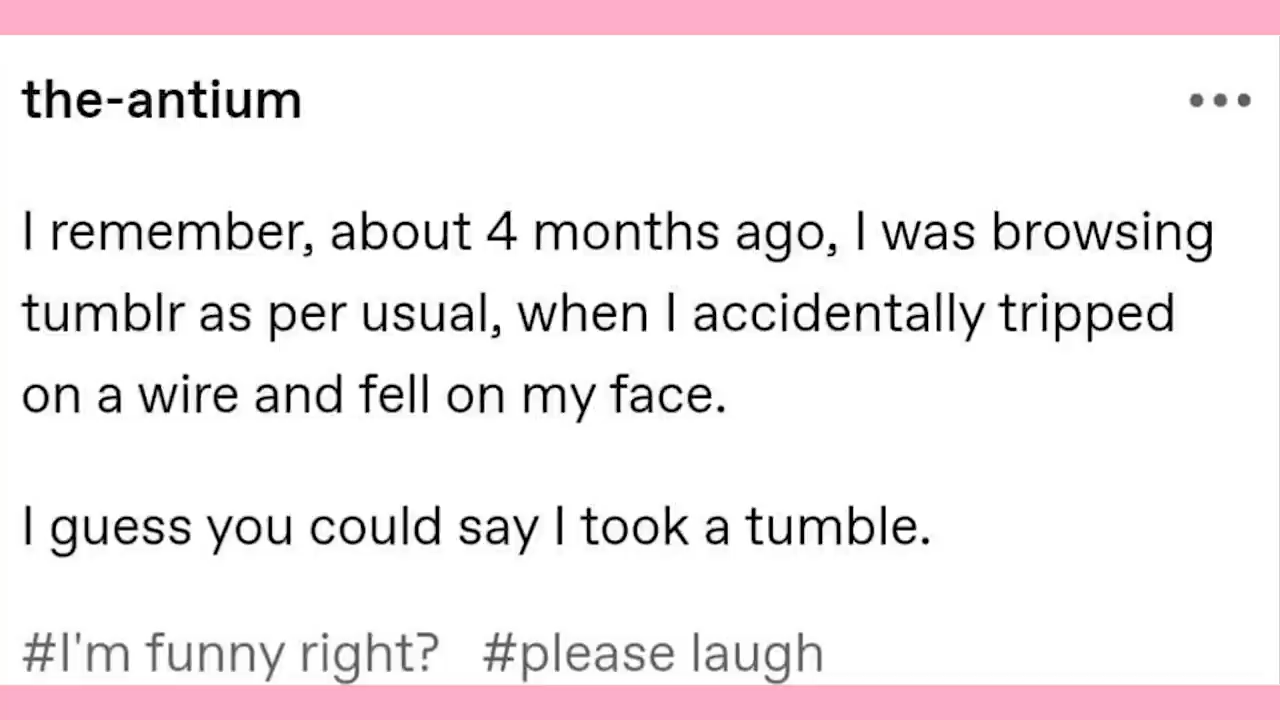 the-antium
I remember, about 4 months ago, I was browsing
tumblr as per usual, when I accidentally tripped
on a wire and fell on my face.
I guess you could say I took a tumble.
#I'm funny right? #please laugh